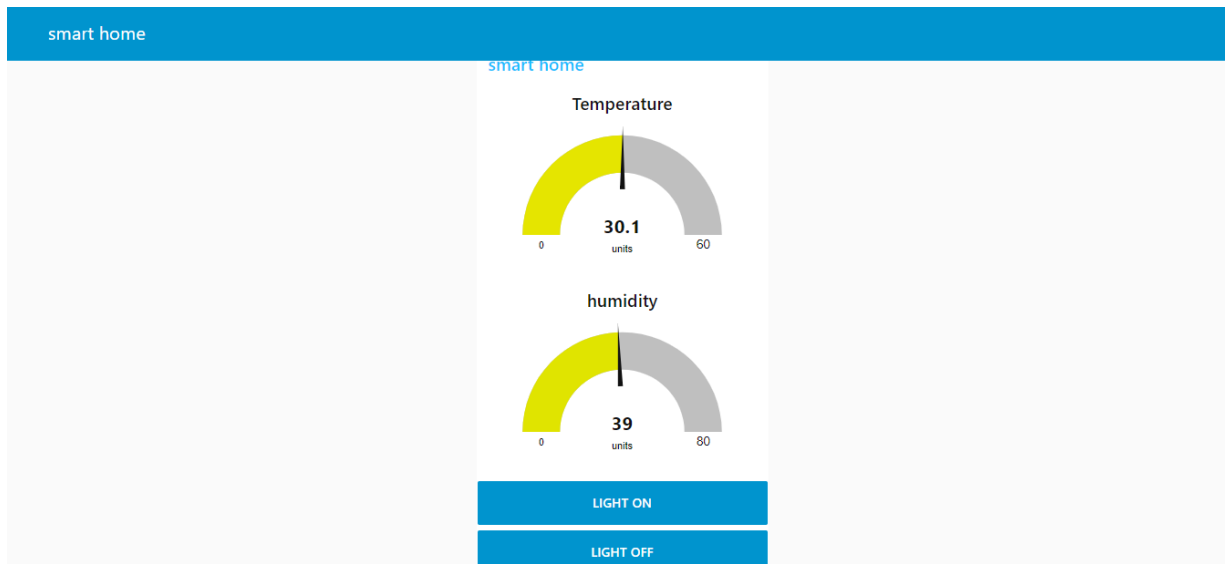 smart home
smart home
Temperature
30.1
units
0
60
humidity
39
units
0
80
LIGHT ON
LIGHT OFF